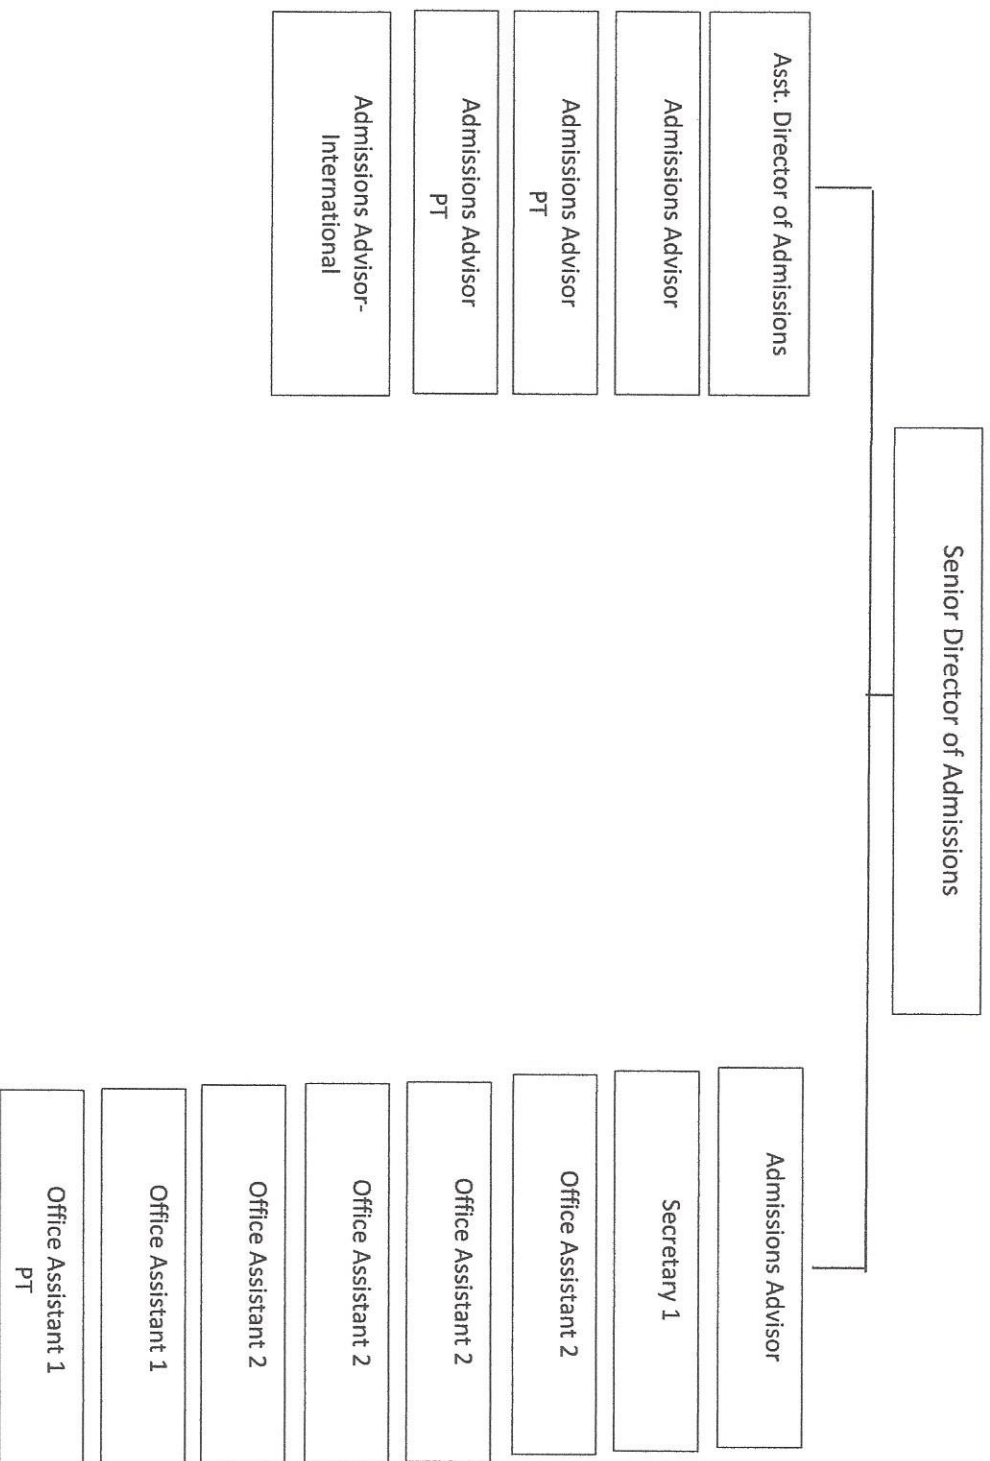 Senior Director of Admissions
Asst. Director of Admissions
Admissions Advisor
Admissions Advisor
PT
Admissions Advisor
PT
Admissions Advisor-
International
Admissions Advisor
Secretary 1
Office Assistant 2
Office Assistant 2
Office Assistant 2
Office Assistant 2
Office Assistant 1
Office Assistant 1
PT